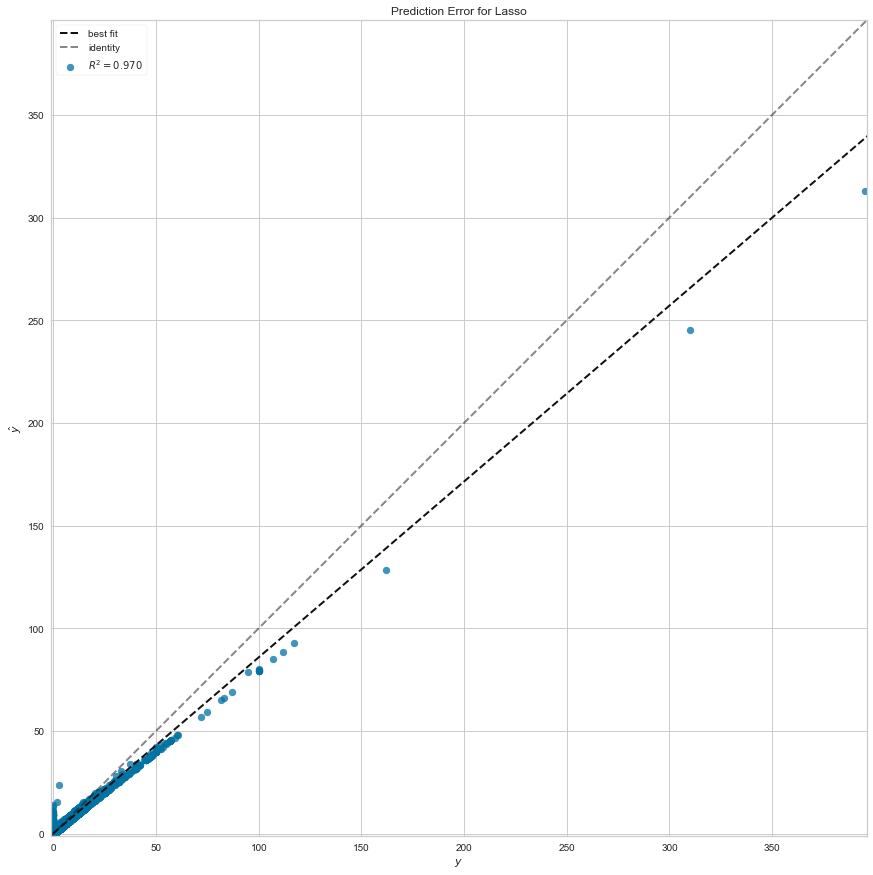 Prediction Error for Lasso
best fit
identity
R² = 0.970
350
300
250
200
150
100
50
0
ŷ
0 50 100 150 200 250 300 350
y